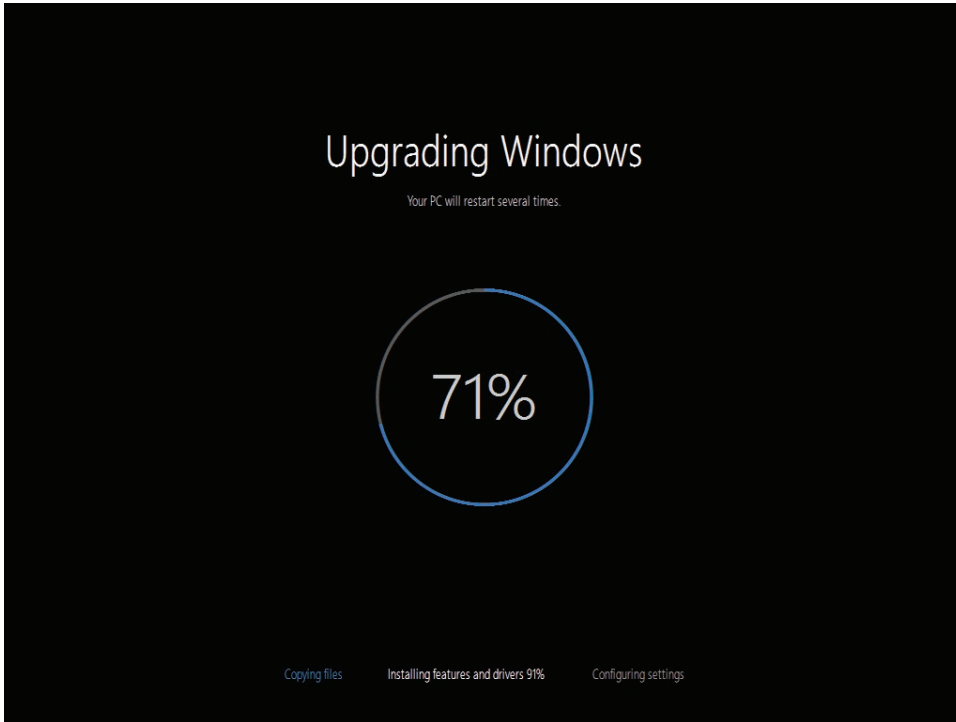 Upgrading Windows
Your PC will restart several times.
71%
Copying files Installing features and drivers 91% Configuring settings